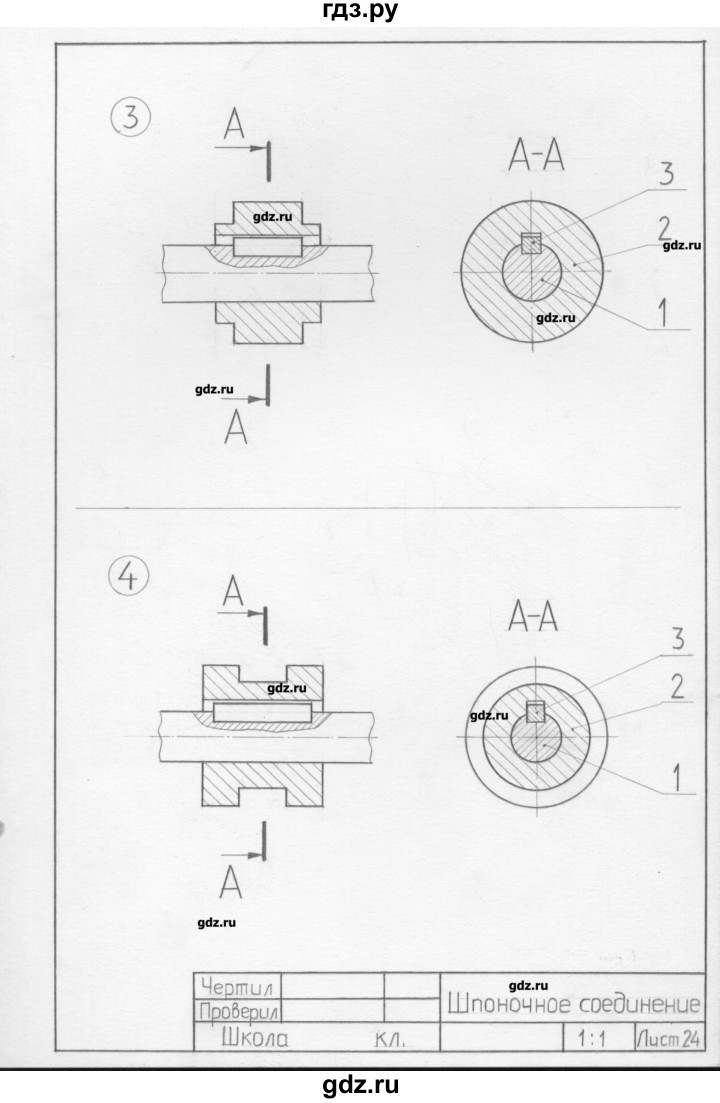 гдз.ру
3
А
А-А
3
gdz.ru
2
gdz.ru
gdz.ru
1
gdz.ru
А
4
А
А-А
3
gdz.ru
2
gdz.ru
1
А
gdz.ru
Чертил
gdz.ru
Проверил
Шпоночное соединение
Школа кл.
1:1
Лист 24
gdz.ru